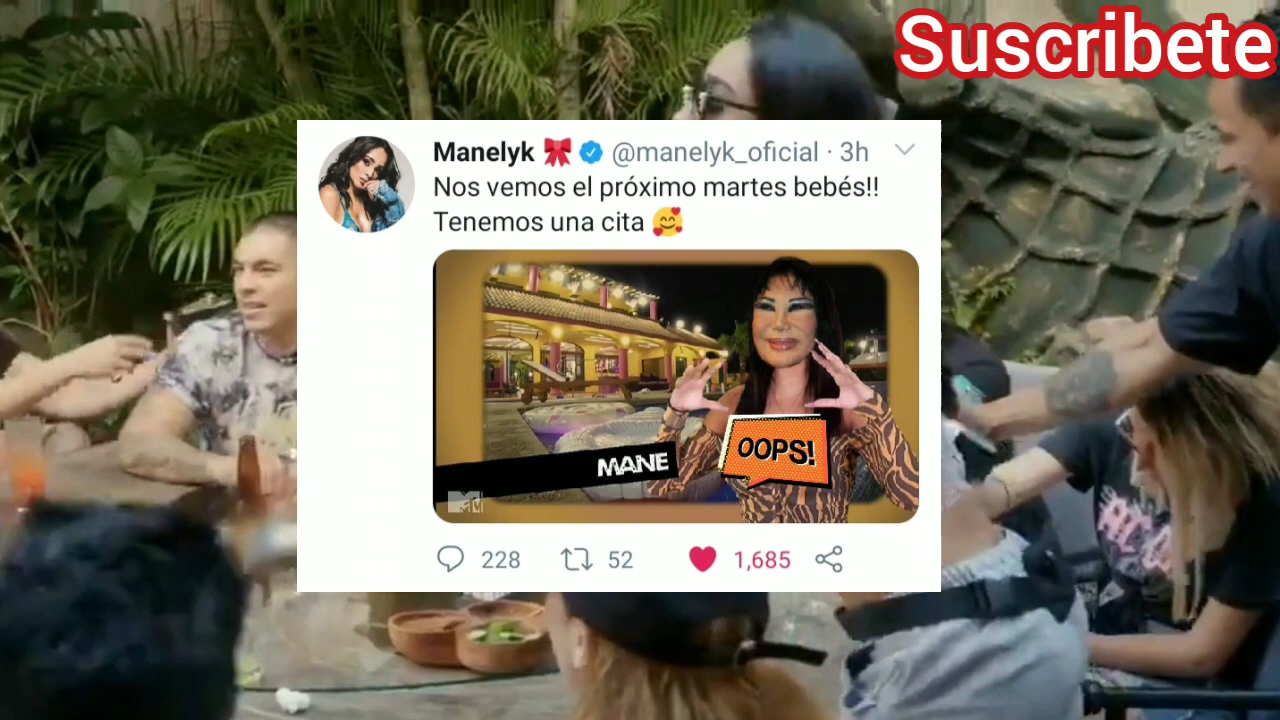 Suscribete
Manelyk 🎀 @manelyk_oficial · 3h
Nos vemos el próximo martes bebés!!
Tenemos una cita 🥰
OOPS!
MANE
MTV
228 52 1,685